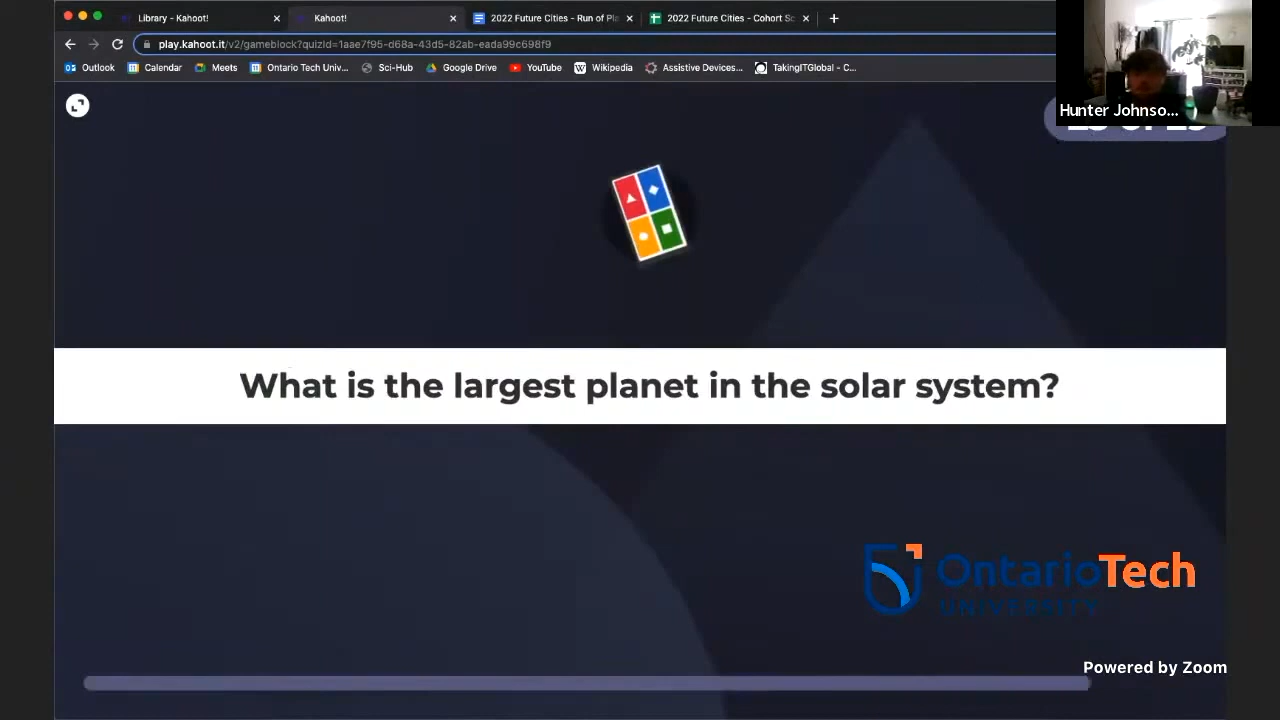 Library - Kahoot!
Kahoot!
2022 Future Cities - Run of Pla
2022 Future Cities - Cohort Sc
play.kahoot.it/v2/gameblock?quizId=1aae7f95-d68a-43d5-82ab-eada99c698f9
Outlook
Calendar
Meets
Ontario Tech Univ...
Sci-Hub
Google Drive
YouTube
Wikipedia
Assistive Devices...
TakingITGlobal - C...
Hunter Johnso...
What is the largest planet in the solar system?
OntarioTech
UNIVERSITY
Powered by Zoom